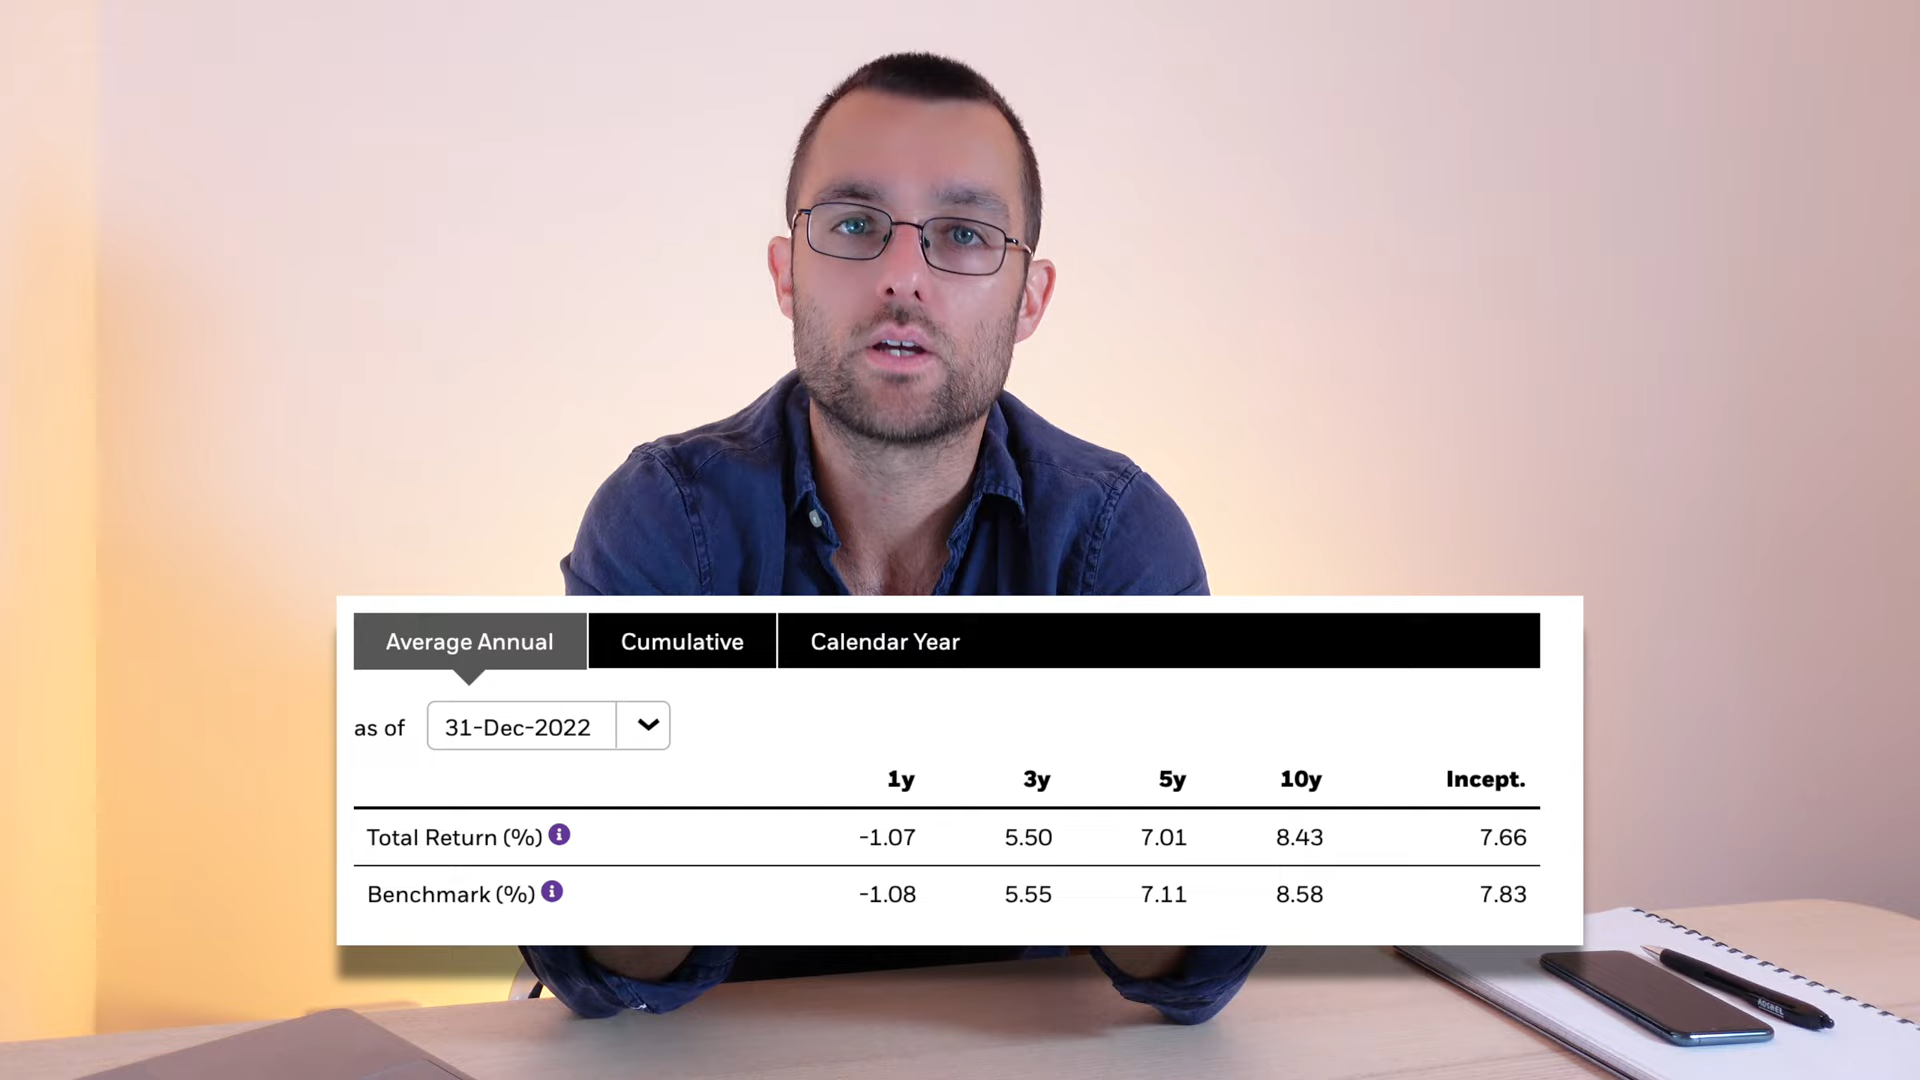 Average Annual Cumulative Calendar Year
as of 31-Dec-2022
1y 3y 5y 10y Incept.
Total Return (%) i -1.07 5.50 7.01 8.43 7.66
Benchmark (%) i -1.08 5.55 7.11 8.58 7.83